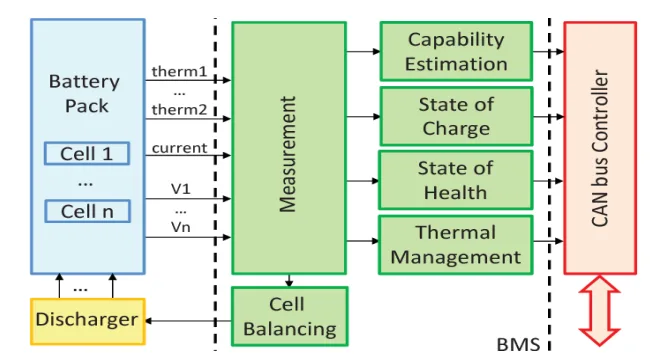 Battery
Pack
Cell 1
...
Cell n
therm1
...
therm2
current
V1
...
Vn
Measurement
Capability
Estimation
State of
Charge
State of
Health
Thermal
Management
CAN bus Controller
...
Discharger
Cell
Balancing
BMS